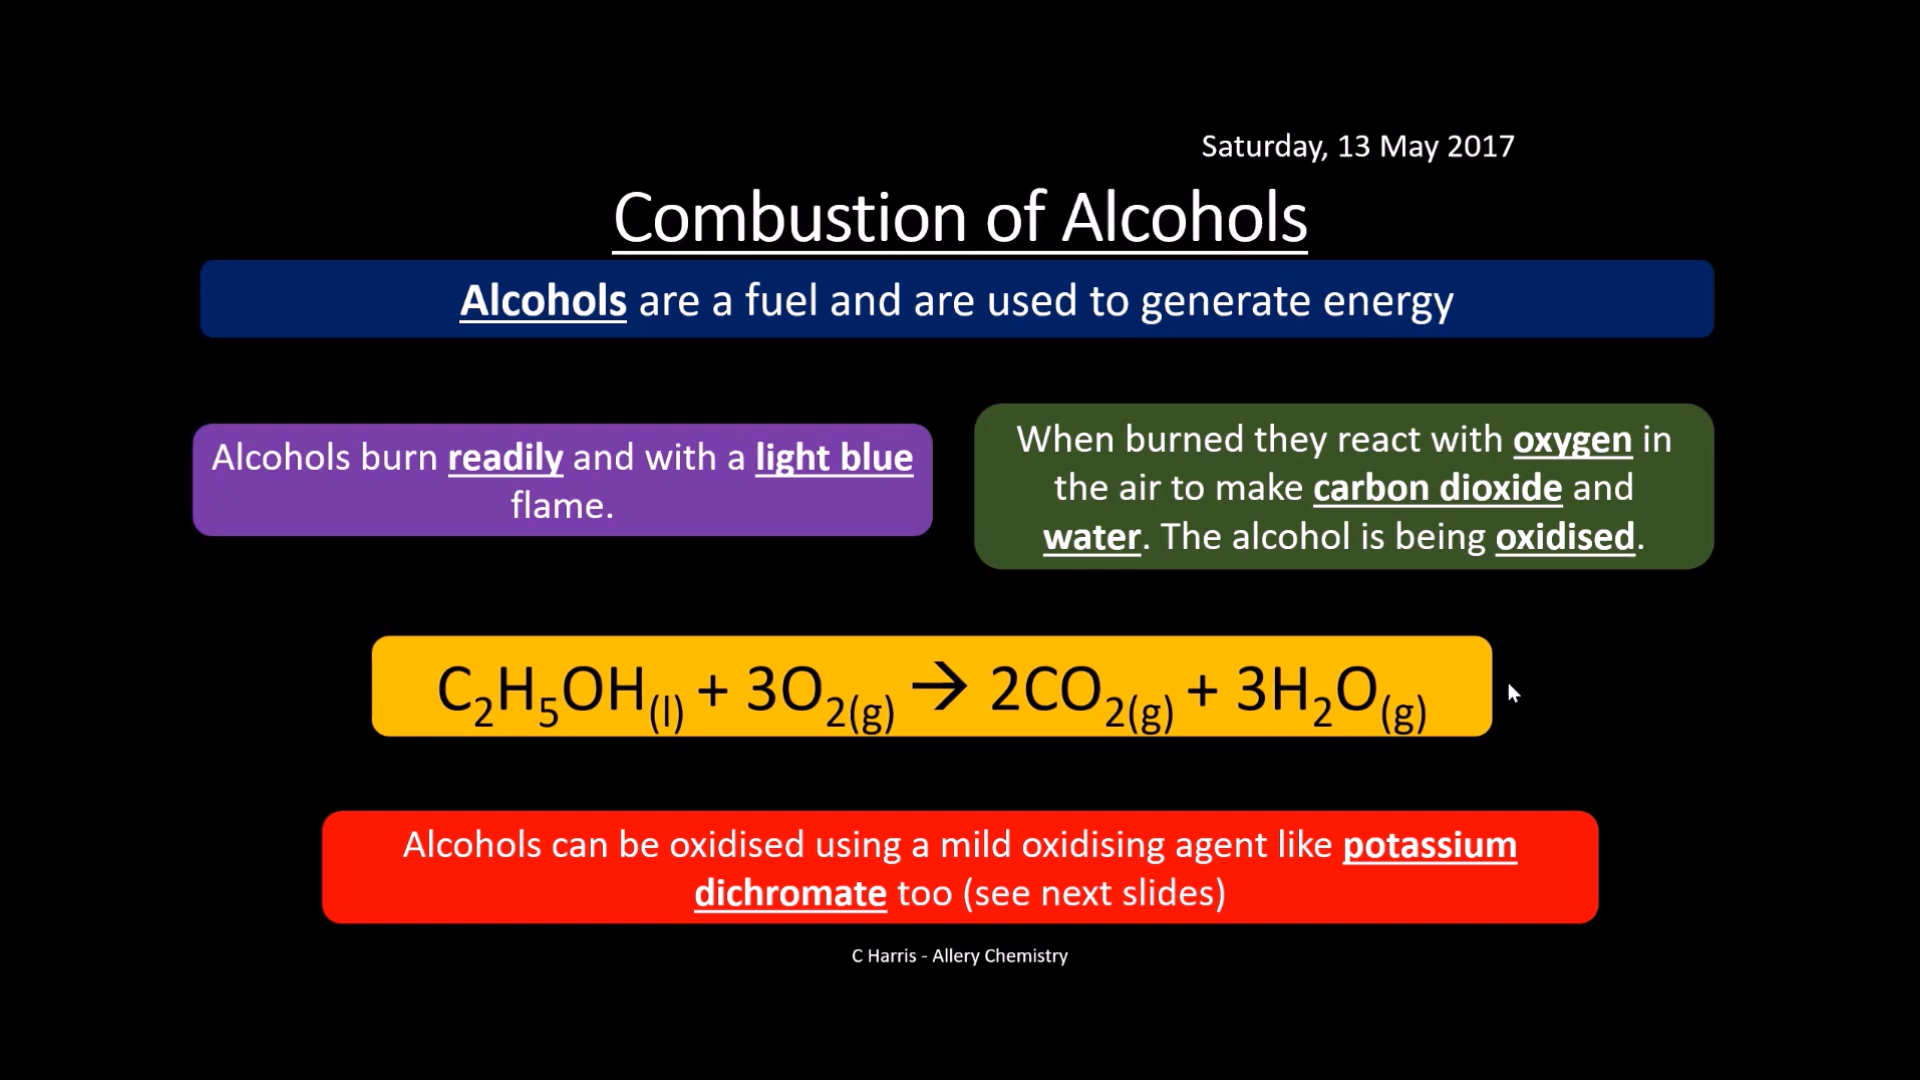 Saturday, 13 May 2017
Combustion of Alcohols
Alcohols are a fuel and are used to generate energy
Alcohols burn readily and with a light blue
flame.
When burned they react with oxygen in
the air to make carbon dioxide and
water. The alcohol is being oxidised.
C₂H₅OH₍l₎ + 3O₂(g) → 2CO₂(g) + 3H₂O(g)
Alcohols can be oxidised using a mild oxidising agent like potassium
dichromate too (see next slides)
C Harris - Allery Chemistry